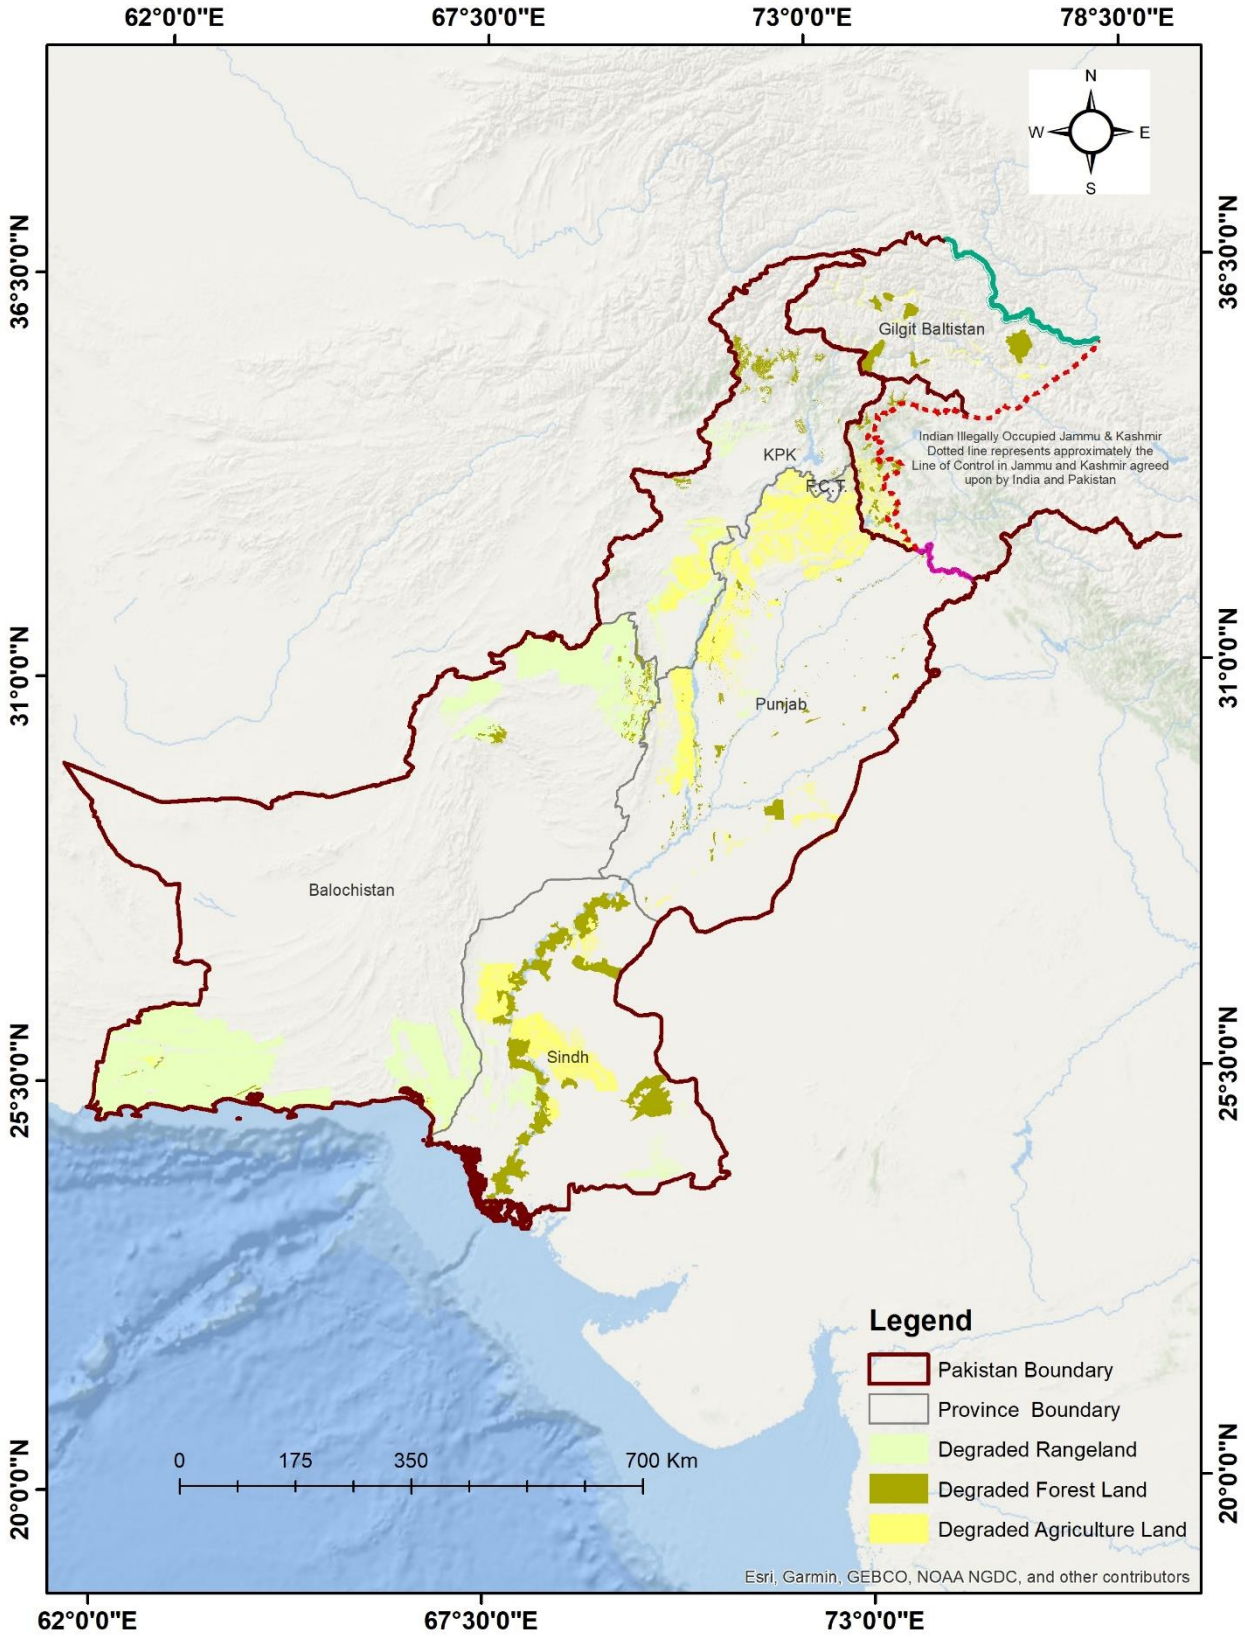 62°0'0"E 67°30'0"E 73°0'0"E 78°30'0"E
N
W E
S
36°30'0"N 36°30'0"N
Gilgit Baltistan
Indian Illegally Occupied Jammu & Kashmir
Dotted line represents approximately the
Line of Control in Jammu and Kashmir agreed
upon by India and Pakistan
KPK
F.C.T.
31°0'0"N 31°0'0"N
Punjab
Balochistan
Sindh
25°30'0"N 25°30'0"N
Legend
Pakistan Boundary
Province Boundary
Degraded Rangeland
Degraded Forest Land
Degraded Agriculture Land
0 175 350 700 Km
20°0'0"N 20°0'0"N
Esri, Garmin, GEBCO, NOAA NGDC, and other contributors
62°0'0"E 67°30'0"E 73°0'0"E